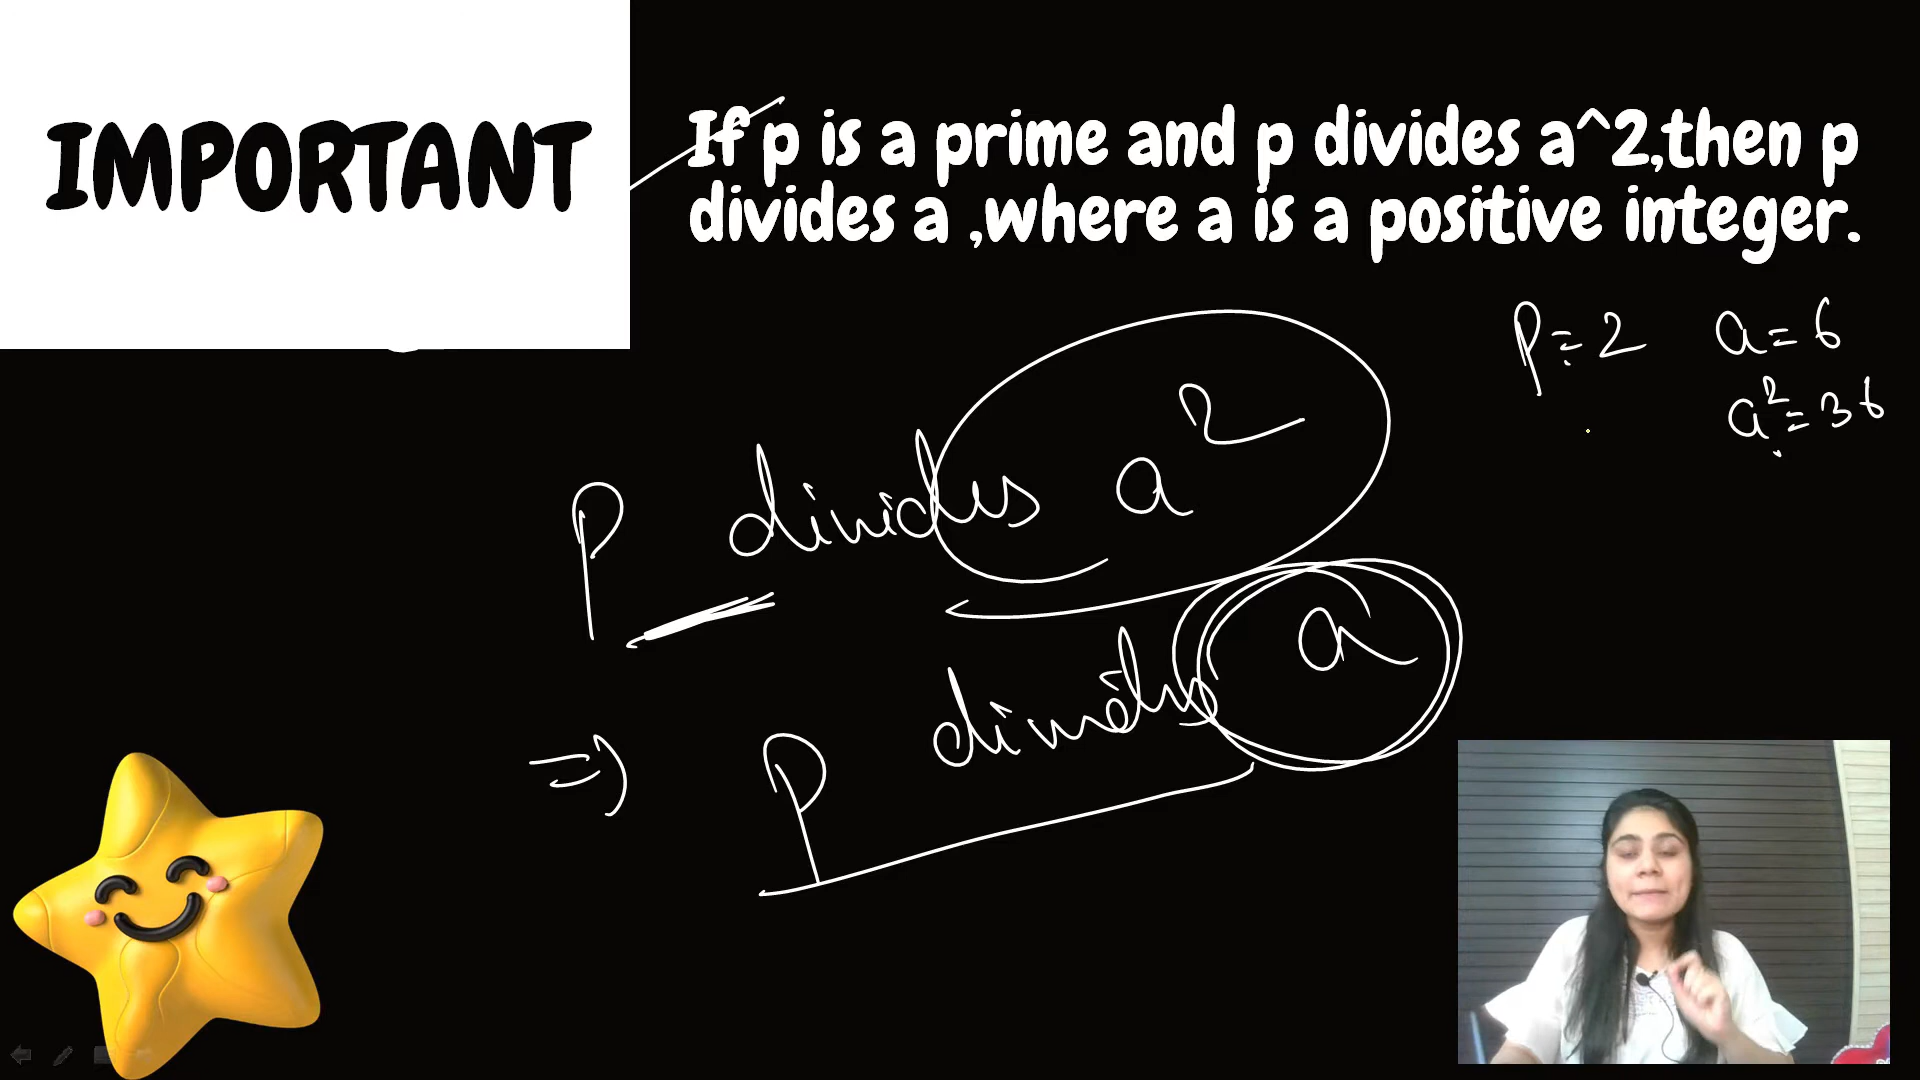 IMPORTANT
If p is a prime and p divides a^2,then p
divides a ,where a is a positive integer.
P = 2 a = 6
a² = 36
P divides a²
=> P divides a